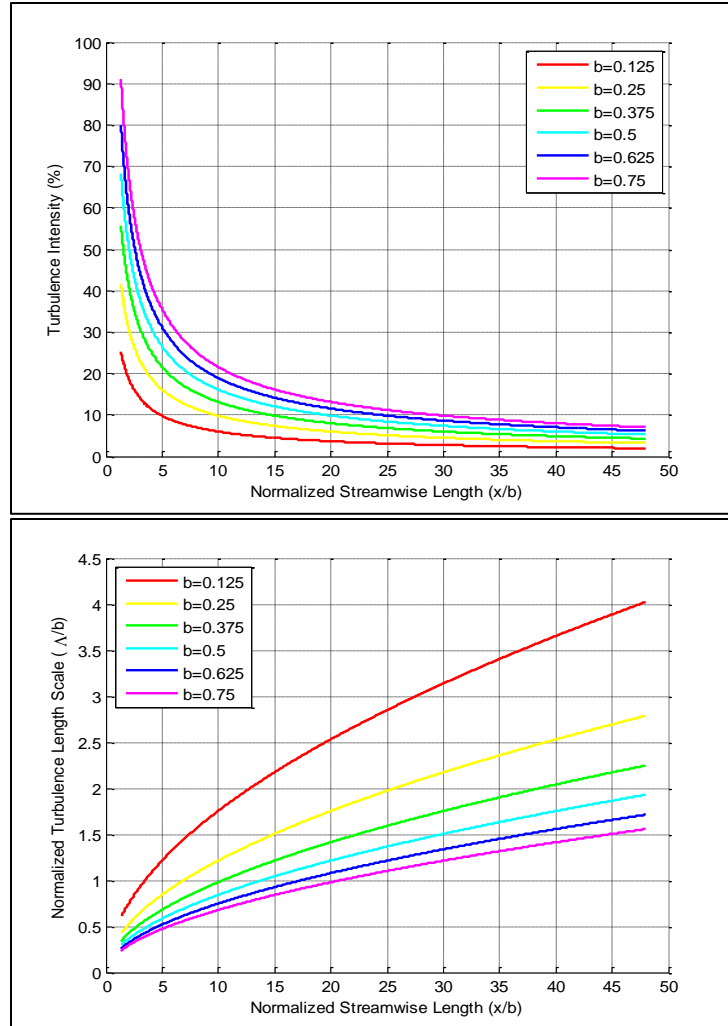 100
90
80
70
60
50
40
30
20
10
0
Turbulence Intensity (%)
b=0.125
b=0.25
b=0.375
b=0.5
b=0.625
b=0.75
0 5 10 15 20 25 30 35 40 45 50
Normalized Streamwise Length (x/b)
4.5
4
3.5
3
2.5
2
1.5
1
0.5
0
Normalized Turbulence Length Scale ( Λ/b)
b=0.125
b=0.25
b=0.375
b=0.5
b=0.625
b=0.75
0 5 10 15 20 25 30 35 40 45 50
Normalized Streamwise Length (x/b)